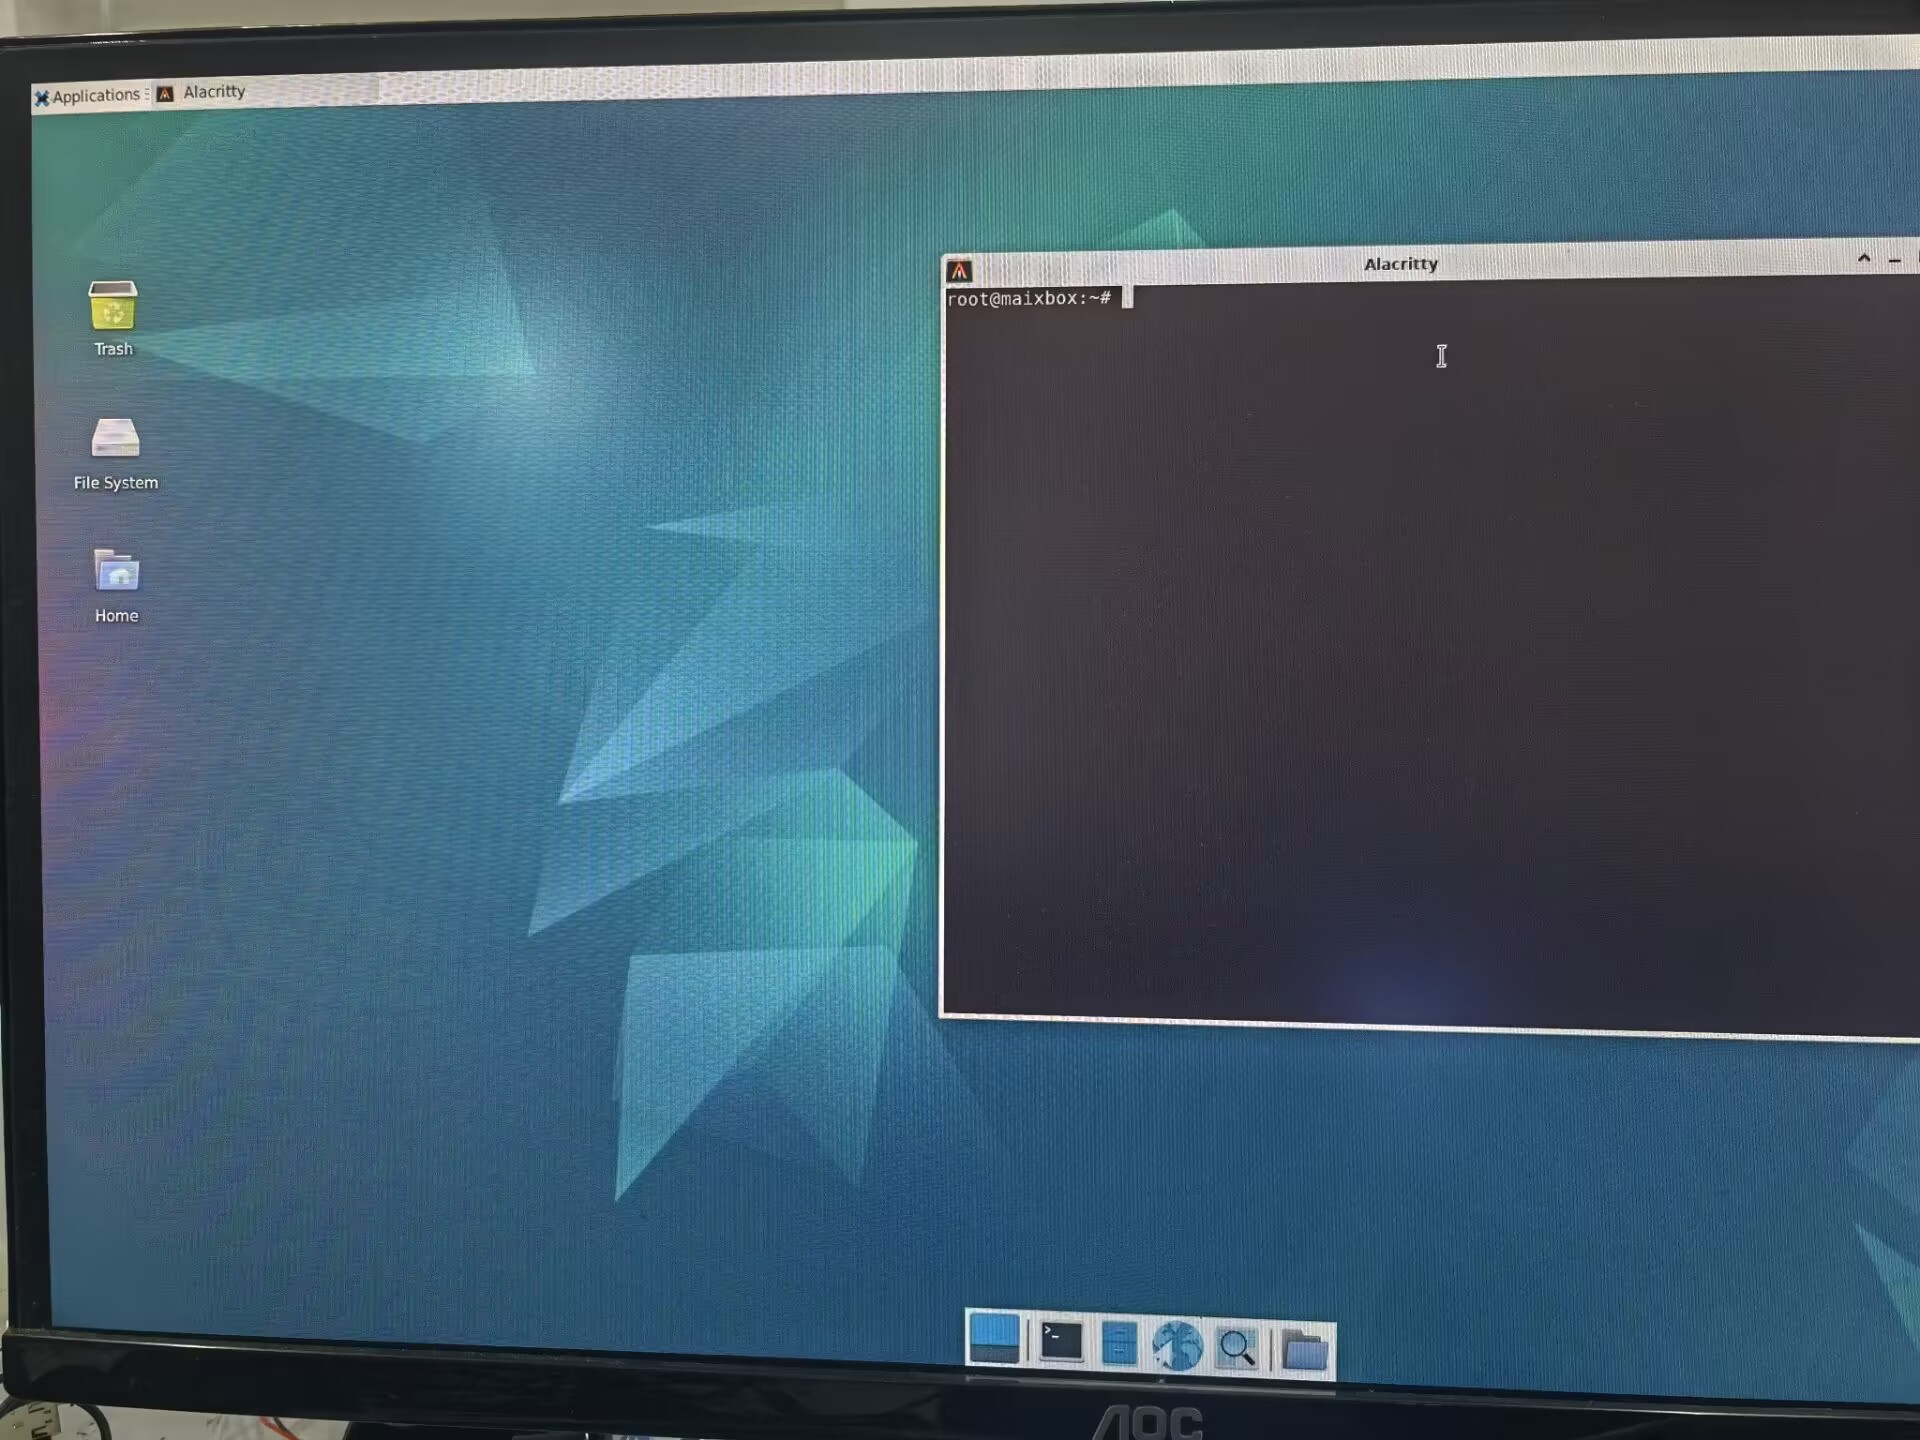 Applications
Alacritty
Trash
File System
Home
Alacritty
root@maixbox:~#
>_
AOC